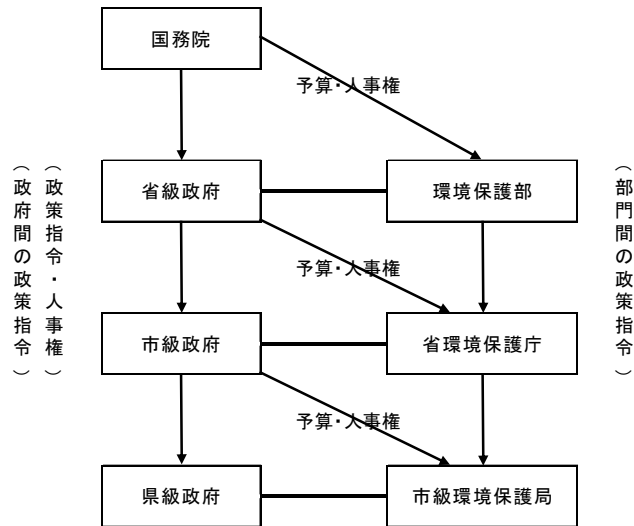 国務院
予算・人事権
省級政府
環境保護部
予算・人事権
市級政府
省環境保護庁
予算・人事権
県級政府
市級環境保護局
（政策指令・人事権）
（政府間の政策指令）
（部門間の政策指令）